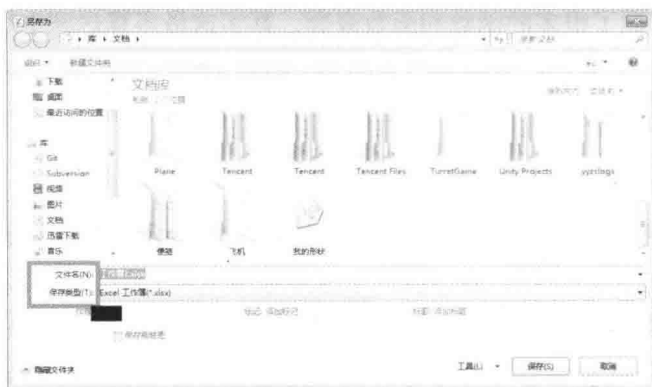 另存为
库 ▸ 文档 ▸
组织 ▾ 新建文件夹
下载
桌面
最近访问的位置
库
Git
Subversion
视频
图片
文档
迅雷下载
音乐
文档库
Plane
Tencent
Tencent
Tencent Files
TurretGame
Unity Projects
yyzslogs
便随
飞机
我的形状
文件名(N): 工作簿1.xlsx
保存类型(T): Excel 工作簿(*.xlsx)
标记: 添加标记
标题: 添加标题
保存缩略图
隐藏文件夹
工具(L) ▾
保存(S)
取消